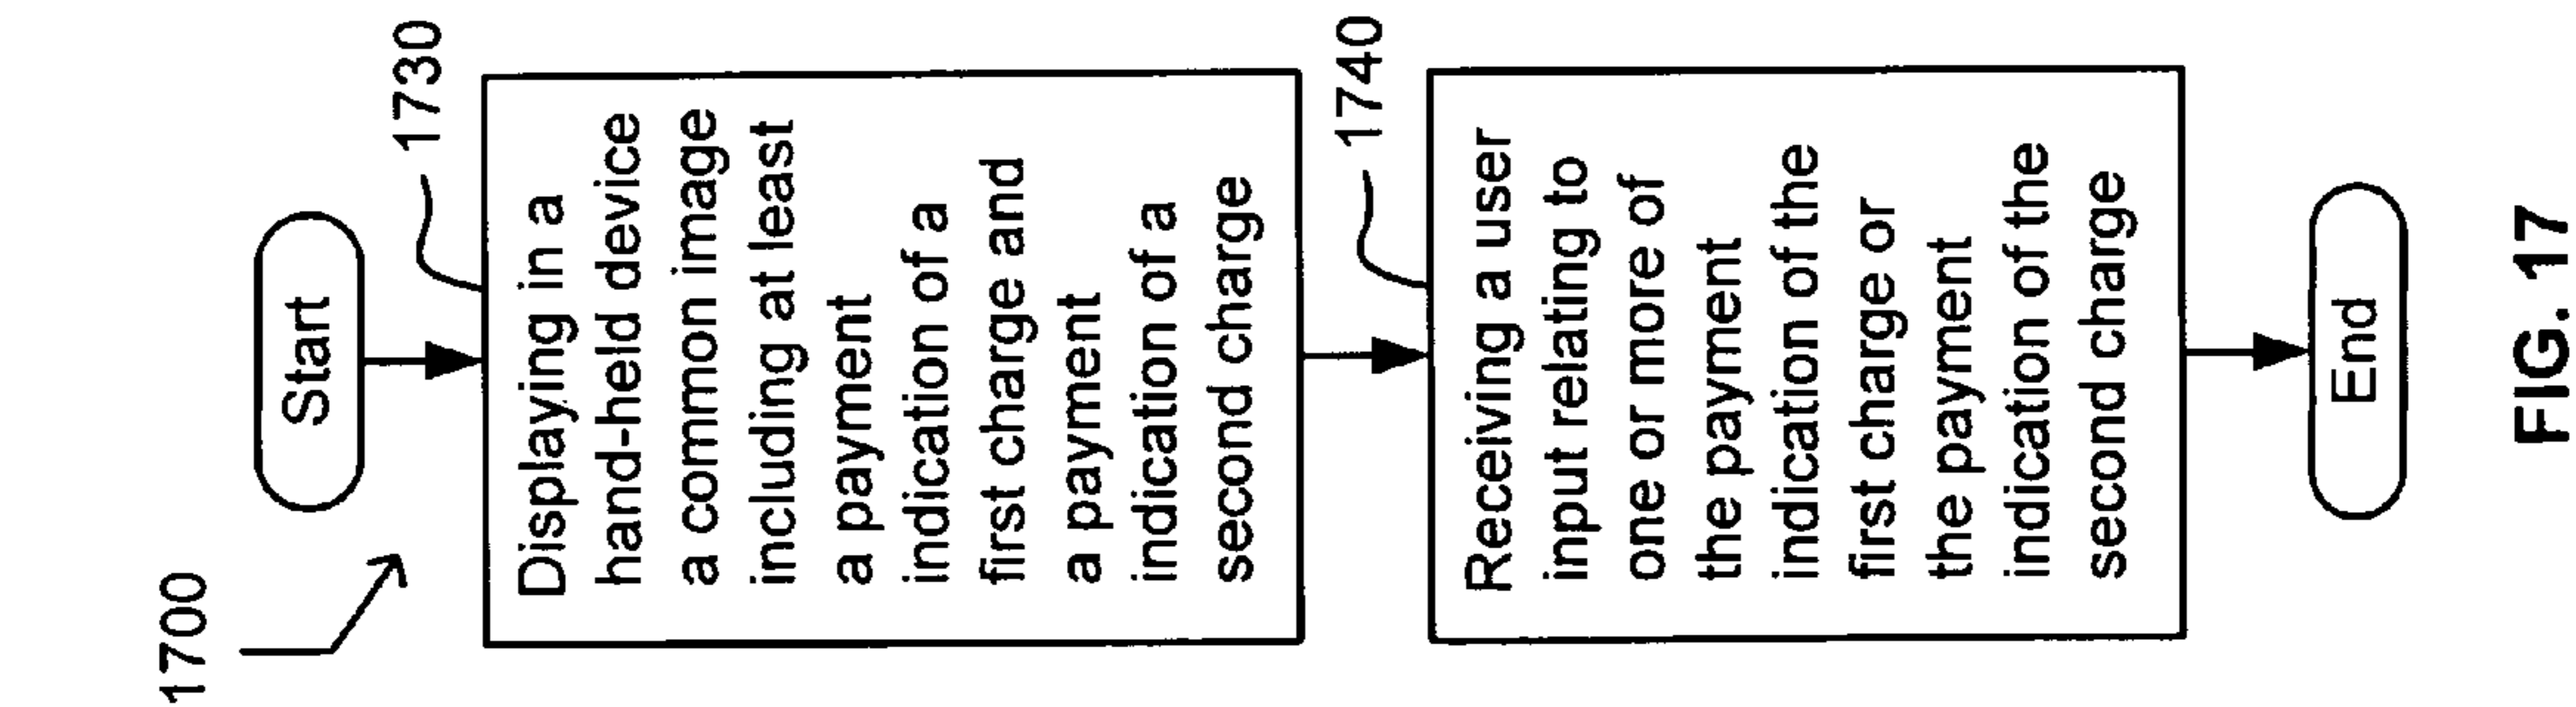 1700
Start
1730
Displaying in a
hand-held device
a common image
including at least
a payment
indication of a
first charge and
a payment
indication of a
second charge
1740
Receiving a user
input relating to
one or more of
the payment
indication of the
first charge or
the payment
indication of the
second charge
End
FIG. 17